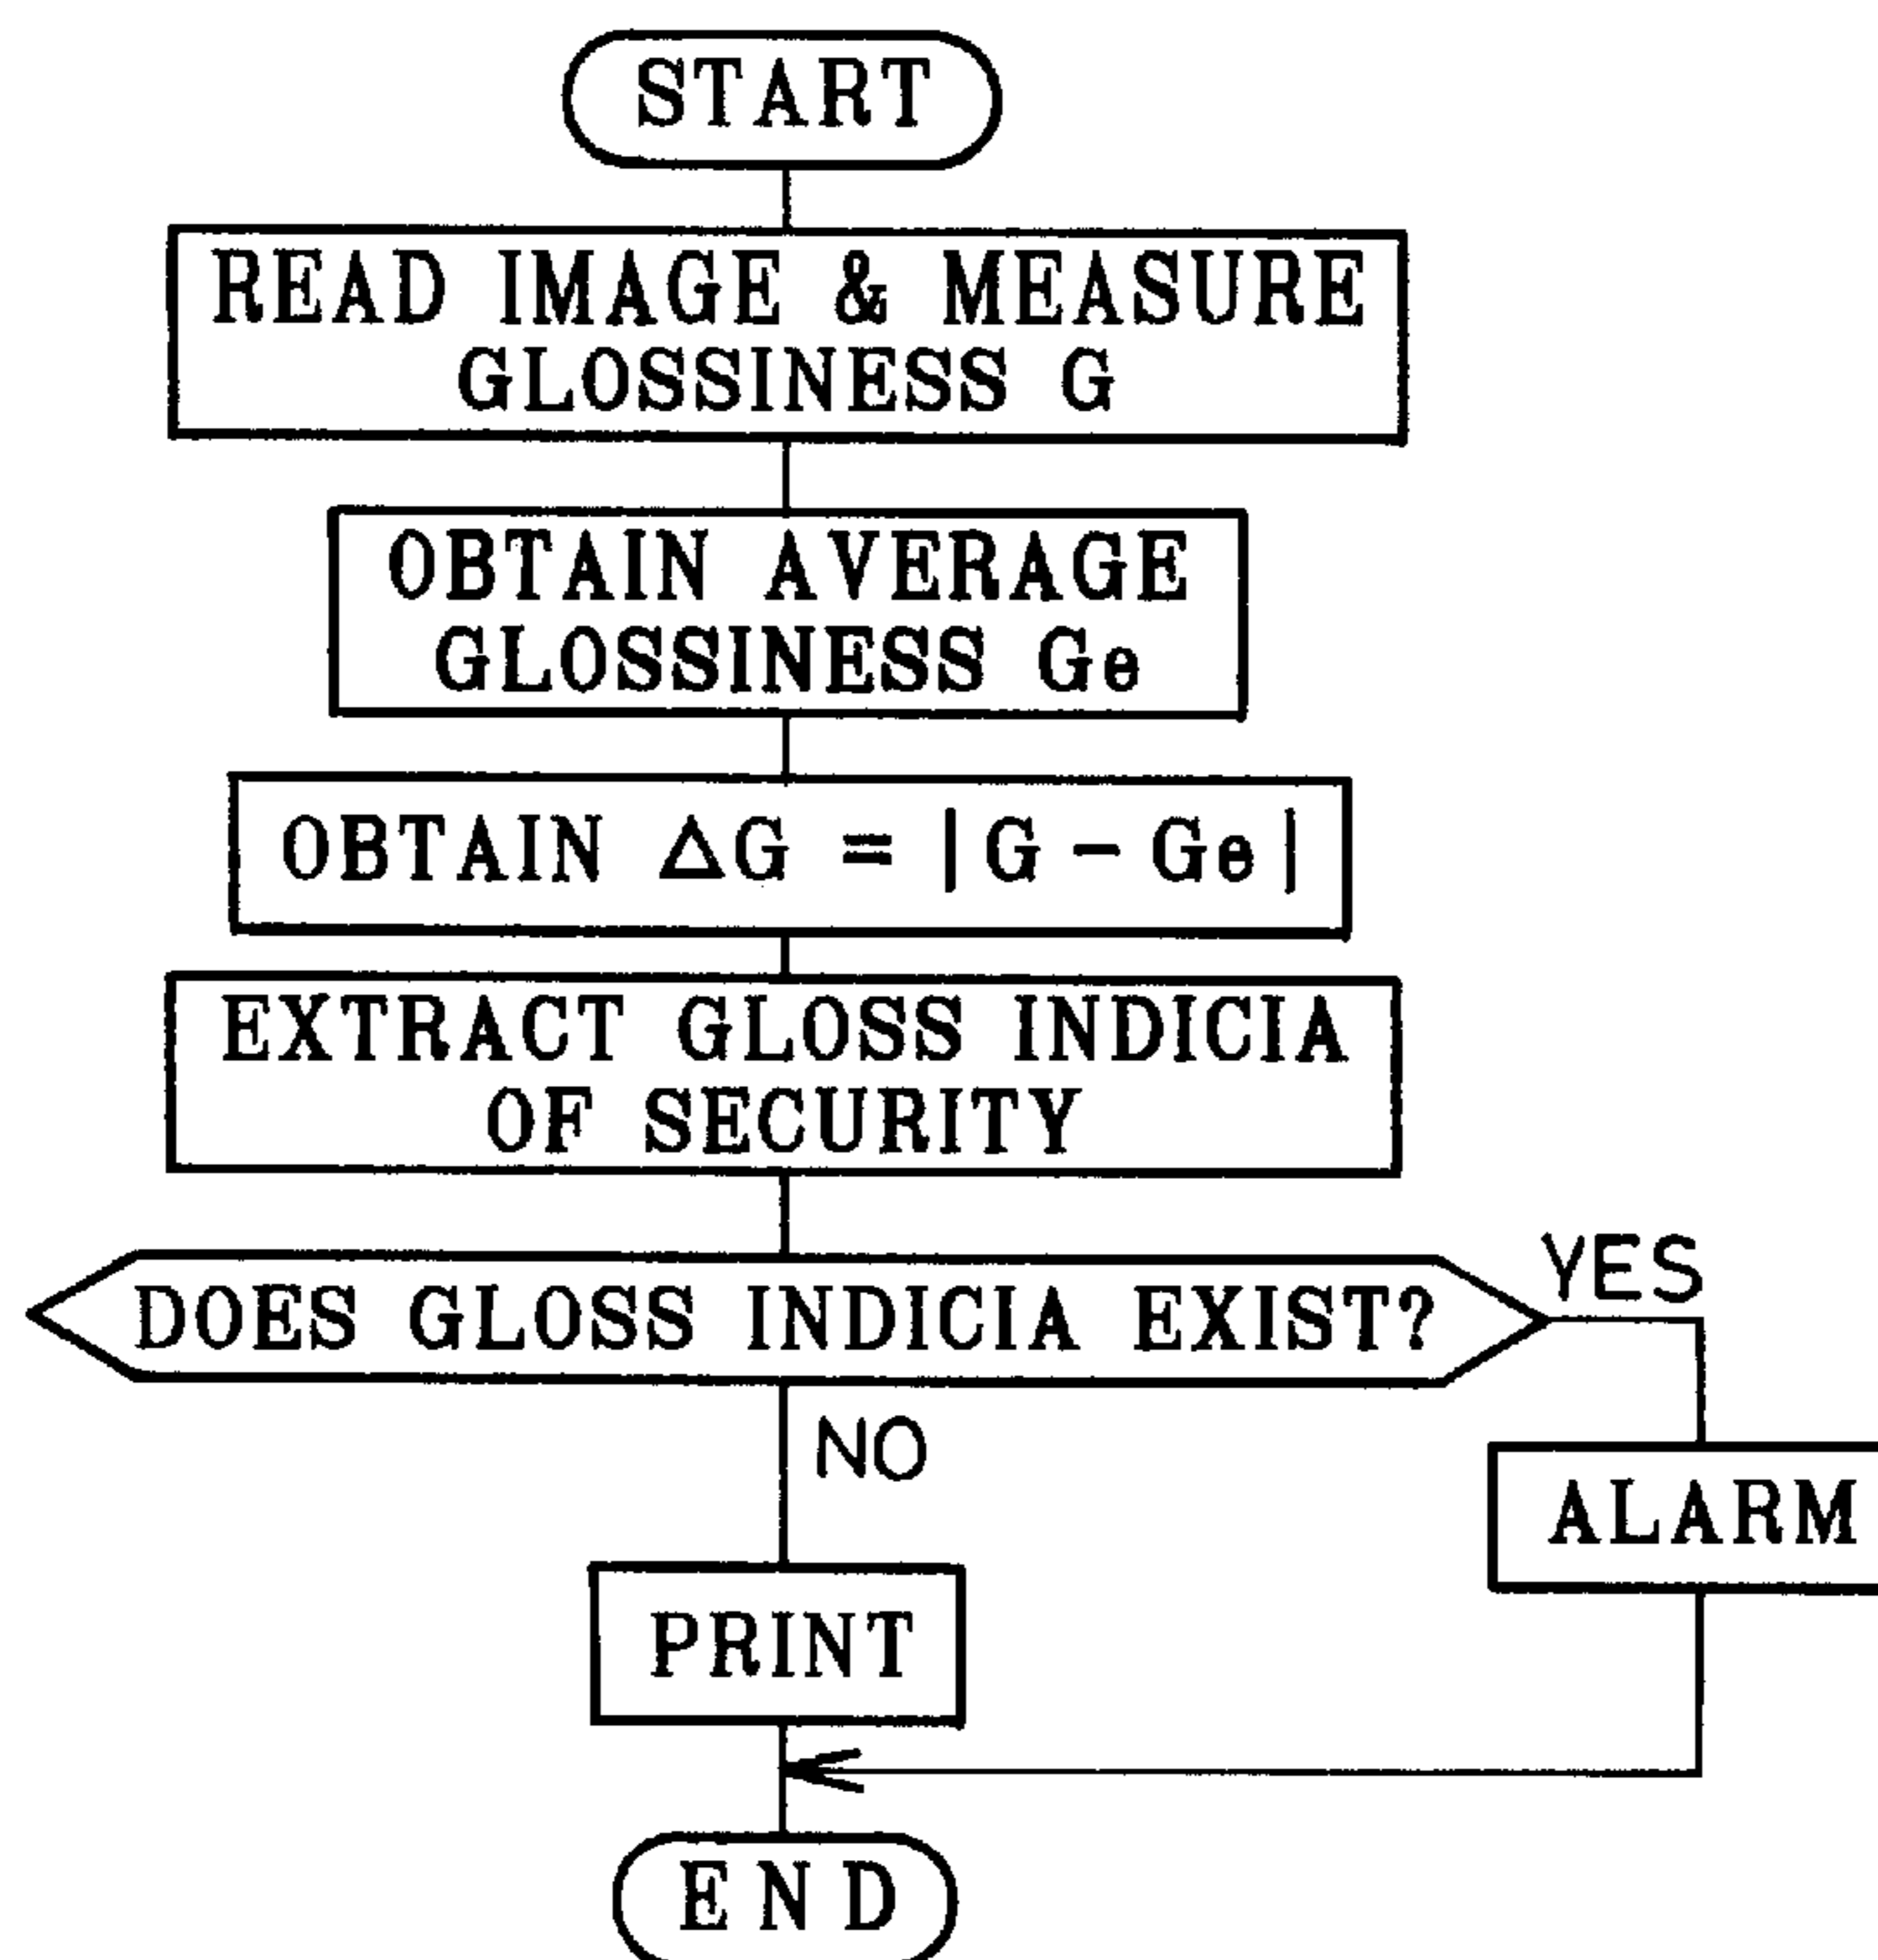 START
READ IMAGE & MEASURE
GLOSSINESS G
OBTAIN AVERAGE
GLOSSINESS Ge
OBTAIN ΔG = |G - Ge|
EXTRACT GLOSS INDICIA
OF SECURITY
DOES GLOSS INDICIA EXIST?
YES
NO
ALARM
PRINT
END